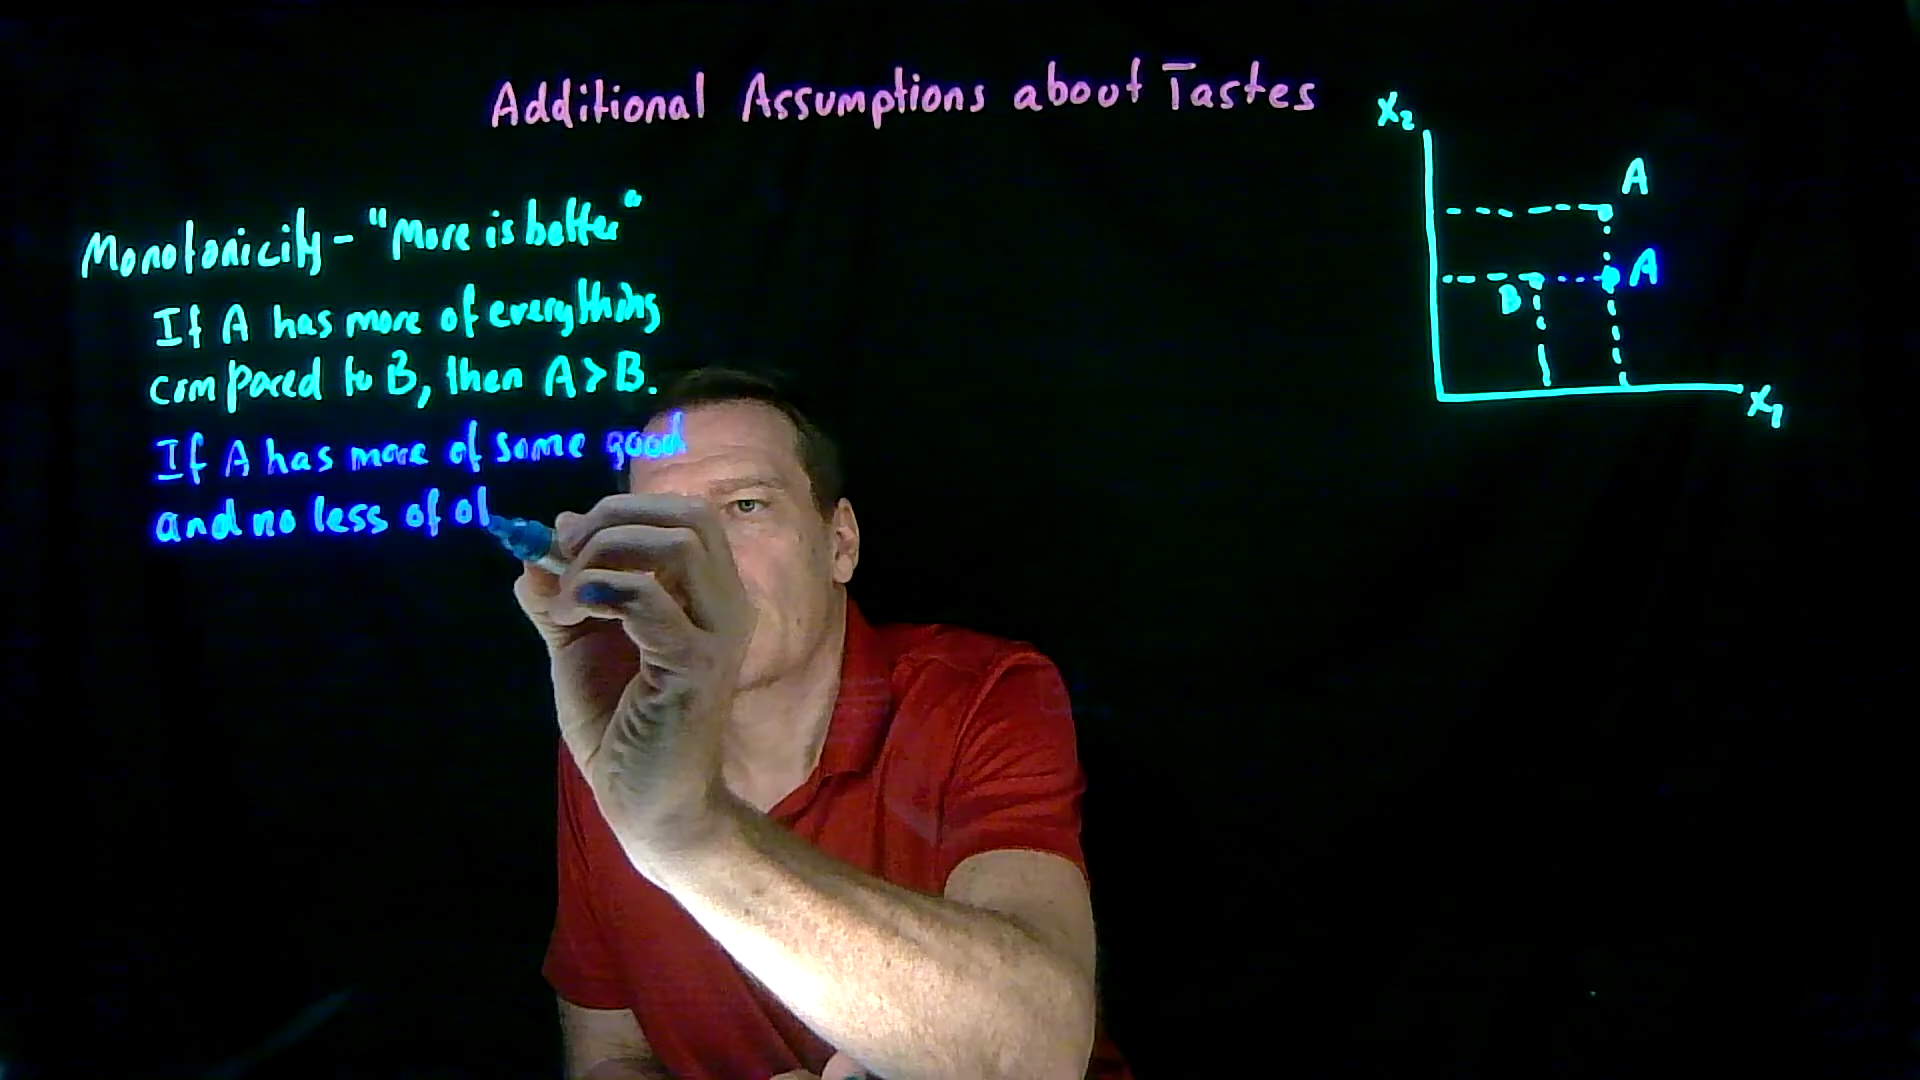 Additional Assumptions about Tastes
Monotonicity - "More is better"
If A has more of everything
compared to B, then A > B.
If A has more of some good
and no less of ot
X₂
A
A
B
X₁